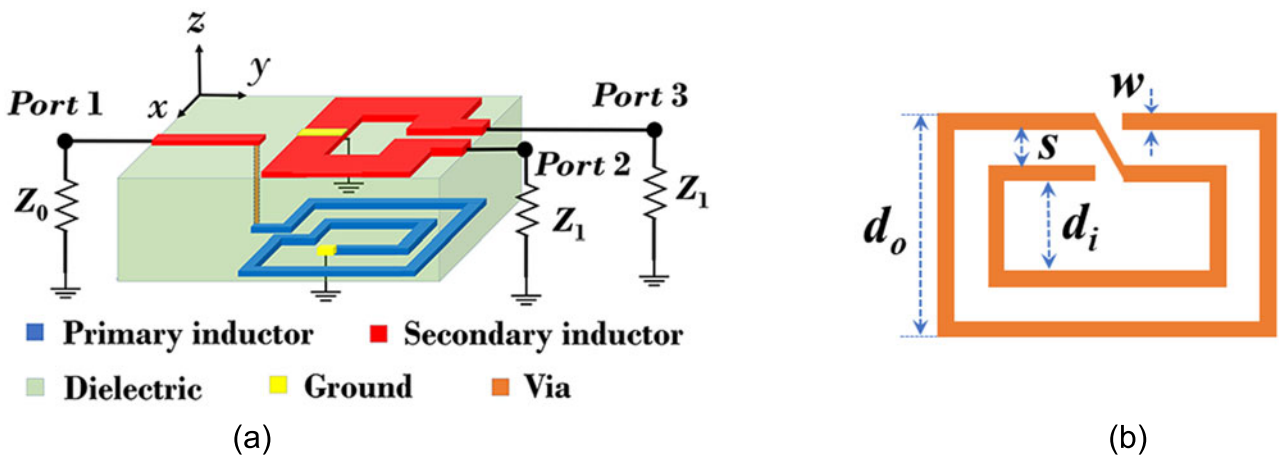 z
y
x
Port 1
Port 3
Port 2
Z0
Z1
Z1
Primary inductor
Secondary inductor
Dielectric
Ground
Via
(a)
w
s
do
di
(b)